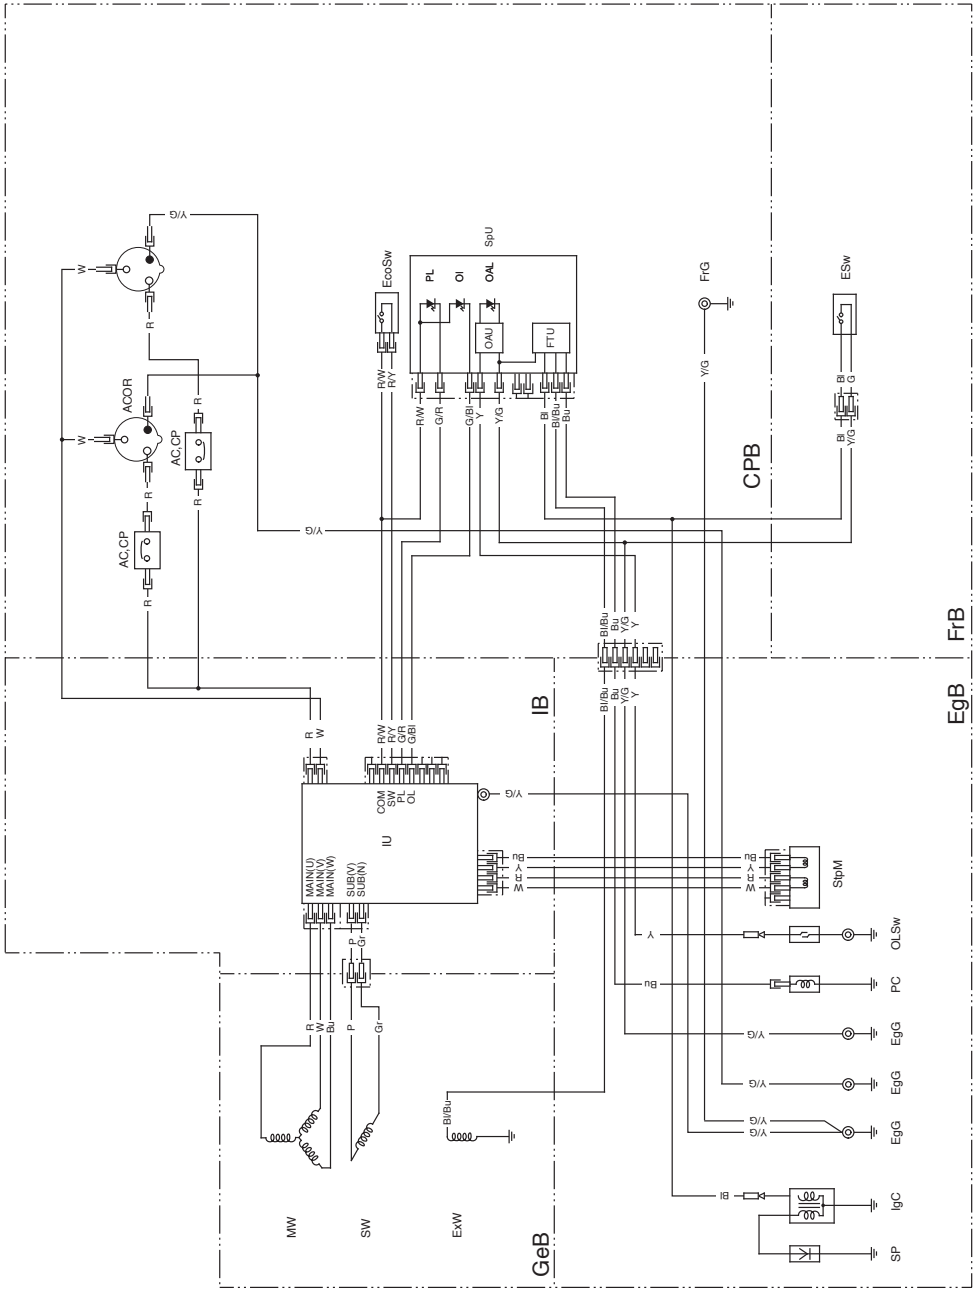 Y/G
W
R
ACOR
W
R
AC,CP
R
R
AC,CP
R
Y/G
EcoSw
SpU
PL
OI
OAL
OAU
FTU
R/W
R/Y
R/W
G/R
G/Bl
Y
Y/G
Bl
Bl/Bu
Bu
FrG
Y/G
ESw
Bl
G
Bl
Y/G
CPB
FrB
Bl/Bu
Bu
Y/G
Y
Bl/Bu
Bu
Y/G
Y
IB
EgB
R
W
R/W
R/Y
G/R
G/Bl
COM
SW
PL
OL
IU
MAIN(U)
MAIN(V)
MAIN(W)
SUB(V)
SUB(N)
Y/G
Bu
Y
R
W
Bu
Y
R
W
StpM
P
Gr
R
W
Bu
P
Gr
Bl/Bu
MW
SW
ExW
GeB
Y
OLSw
Bu
PC
Y/G
EgG
Y/G
EgG
Y/G
Y/G
EgG
Bl
IgC
SP